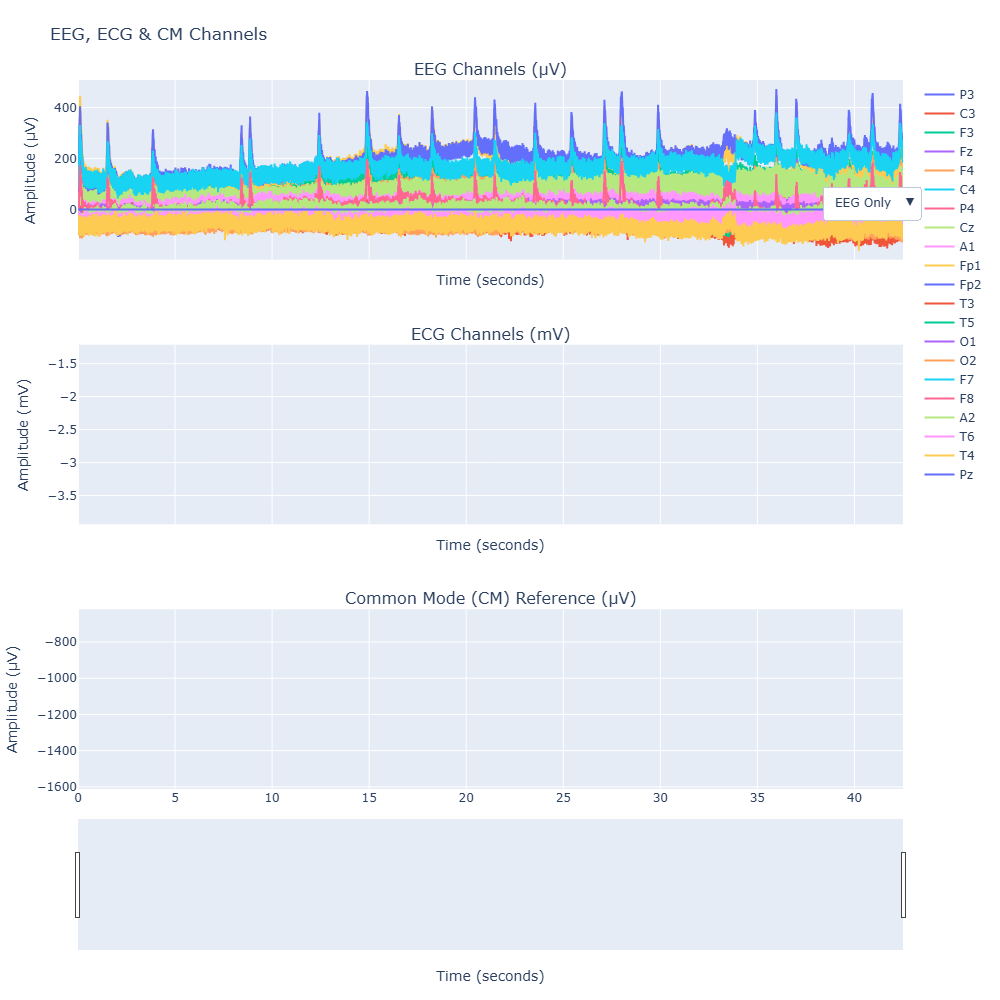 EEG, ECG & CM Channels
EEG Channels (μV)
Amplitude (μV)
400
200
0
Time (seconds)
EEG Only ▼
P3
C3
F3
Fz
F4
C4
P4
Cz
A1
Fp1
Fp2
T3
T5
O1
O2
F7
F8
A2
T6
T4
Pz
ECG Channels (mV)
Amplitude (mV)
−1.5
−2
−2.5
−3
−3.5
Time (seconds)
Common Mode (CM) Reference (μV)
Amplitude (μV)
−800
−1000
−1200
−1400
−1600
0 5 10 15 20 25 30 35 40
Time (seconds)